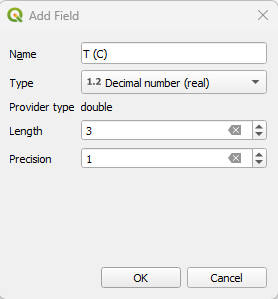 Add Field
Name T (C)
Type 1.2 Decimal number (real)
Provider type double
Length 3
Precision 1
OK Cancel